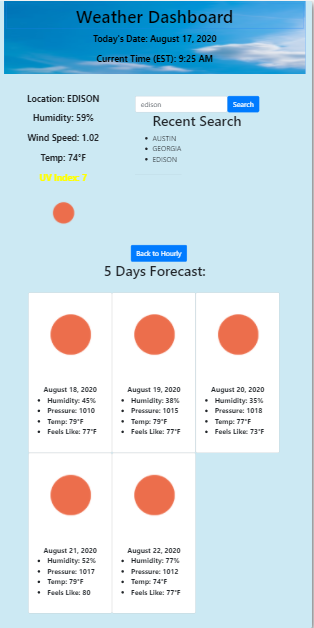 Weather Dashboard
Today's Date: August 17, 2020
Current Time (EST): 9:25 AM
Location: EDISON
Humidity: 59%
Wind Speed: 1.02
Temp: 74°F
UV Index: 7
edison
Search
Recent Search
AUSTIN
GEORGIA
EDISON
Back to Hourly
5 Days Forecast:
August 18, 2020
Humidity: 45%
Pressure: 1010
Temp: 79°F
Feels Like: 77°F
August 19, 2020
Humidity: 38%
Pressure: 1015
Temp: 79°F
Feels Like: 77°F
August 20, 2020
Humidity: 35%
Pressure: 1018
Temp: 77°F
Feels Like: 73°F
August 21, 2020
Humidity: 52%
Pressure: 1017
Temp: 79°F
Feels Like: 80
August 22, 2020
Humidity: 77%
Pressure: 1012
Temp: 74°F
Feels Like: 77°F